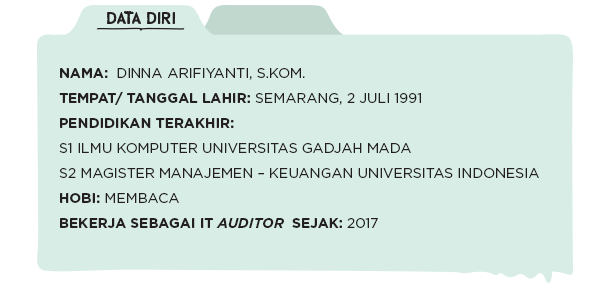 DATA DIRI
NAMA: DINNA ARIFIYANTI, S.KOM.
TEMPAT/ TANGGAL LAHIR: SEMARANG, 2 JULI 1991
PENDIDIKAN TERAKHIR:
S1 ILMU KOMPUTER UNIVERSITAS GADJAH MADA
S2 MAGISTER MANAJEMEN – KEUANGAN UNIVERSITAS INDONESIA
HOBI: MEMBACA
BEKERJA SEBAGAI IT AUDITOR SEJAK: 2017